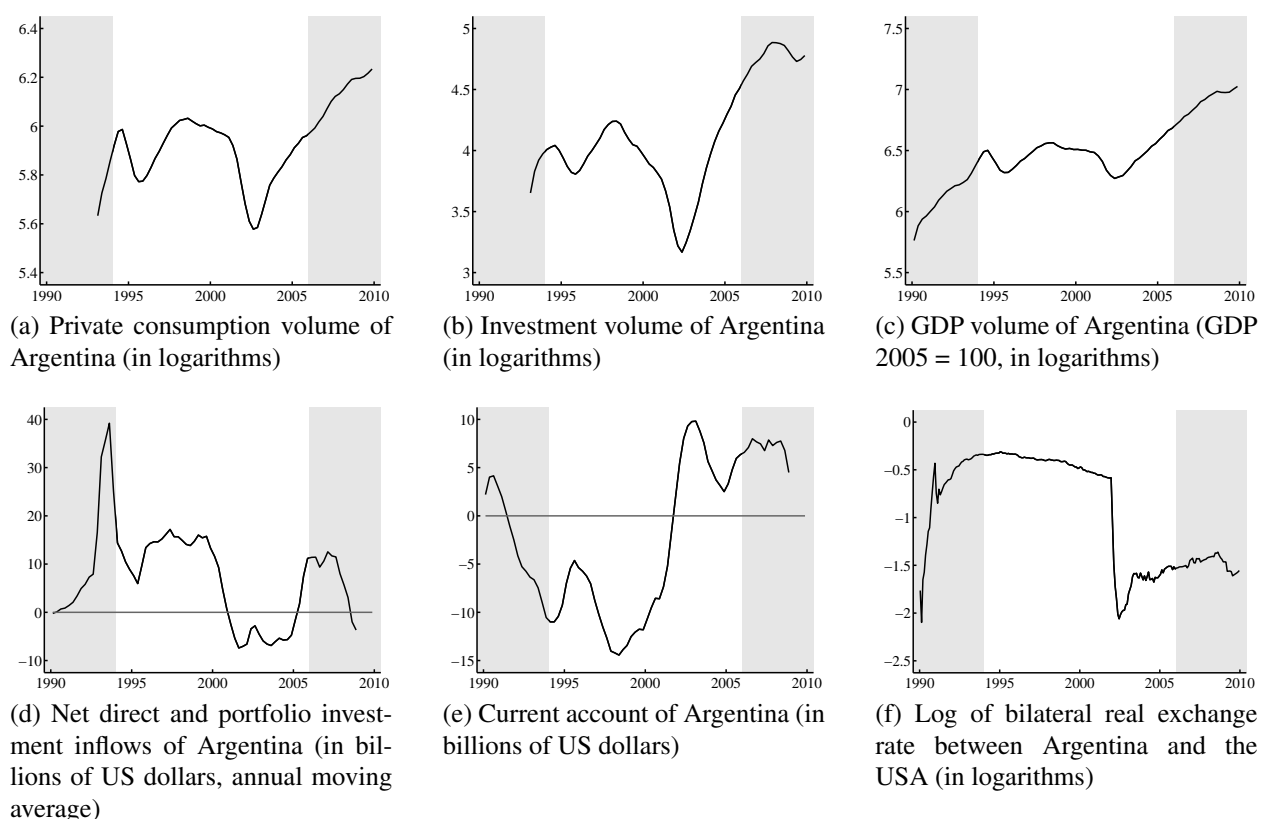 6.4
6.2
6
5.8
5.6
5.4
1990 1995 2000 2005 2010
(a) Private consumption volume of
Argentina (in logarithms)
5
4.5
4
3.5
3
1990 1995 2000 2005 2010
(b) Investment volume of Argentina
(in logarithms)
7.5
7
6.5
6
5.5
1990 1995 2000 2005 2010
(c) GDP volume of Argentina (GDP
2005 = 100, in logarithms)
40
30
20
10
0
−10
1990 1995 2000 2005 2010
(d) Net direct and portfolio invest-
ment inflows of Argentina (in bil-
lions of US dollars, annual moving
average)
10
5
0
−5
−10
−15
1990 1995 2000 2005 2010
(e) Current account of Argentina (in
billions of US dollars)
0
−0.5
−1
−1.5
−2
−2.5
1990 1995 2000 2005 2010
(f) Log of bilateral real exchange
rate between Argentina and the
USA (in logarithms)